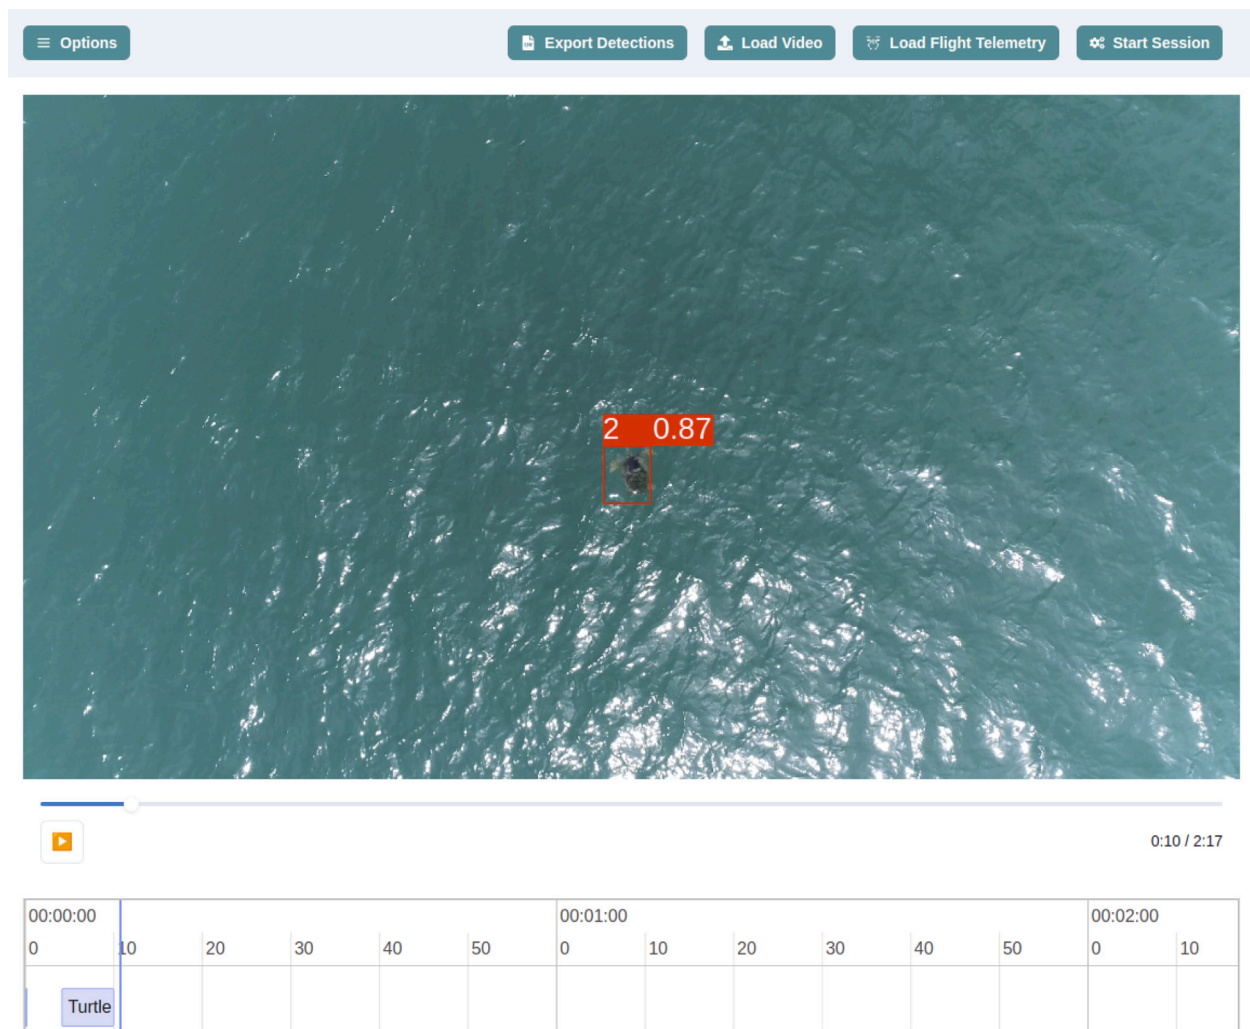 Options
Export Detections
Load Video
Load Flight Telemetry
Start Session
2 0.87
0:10 / 2:17
00:00:00 00:01:00 00:02:00
0 10 20 30 40 50 0 10 20 30 40 50 0 10
Turtle